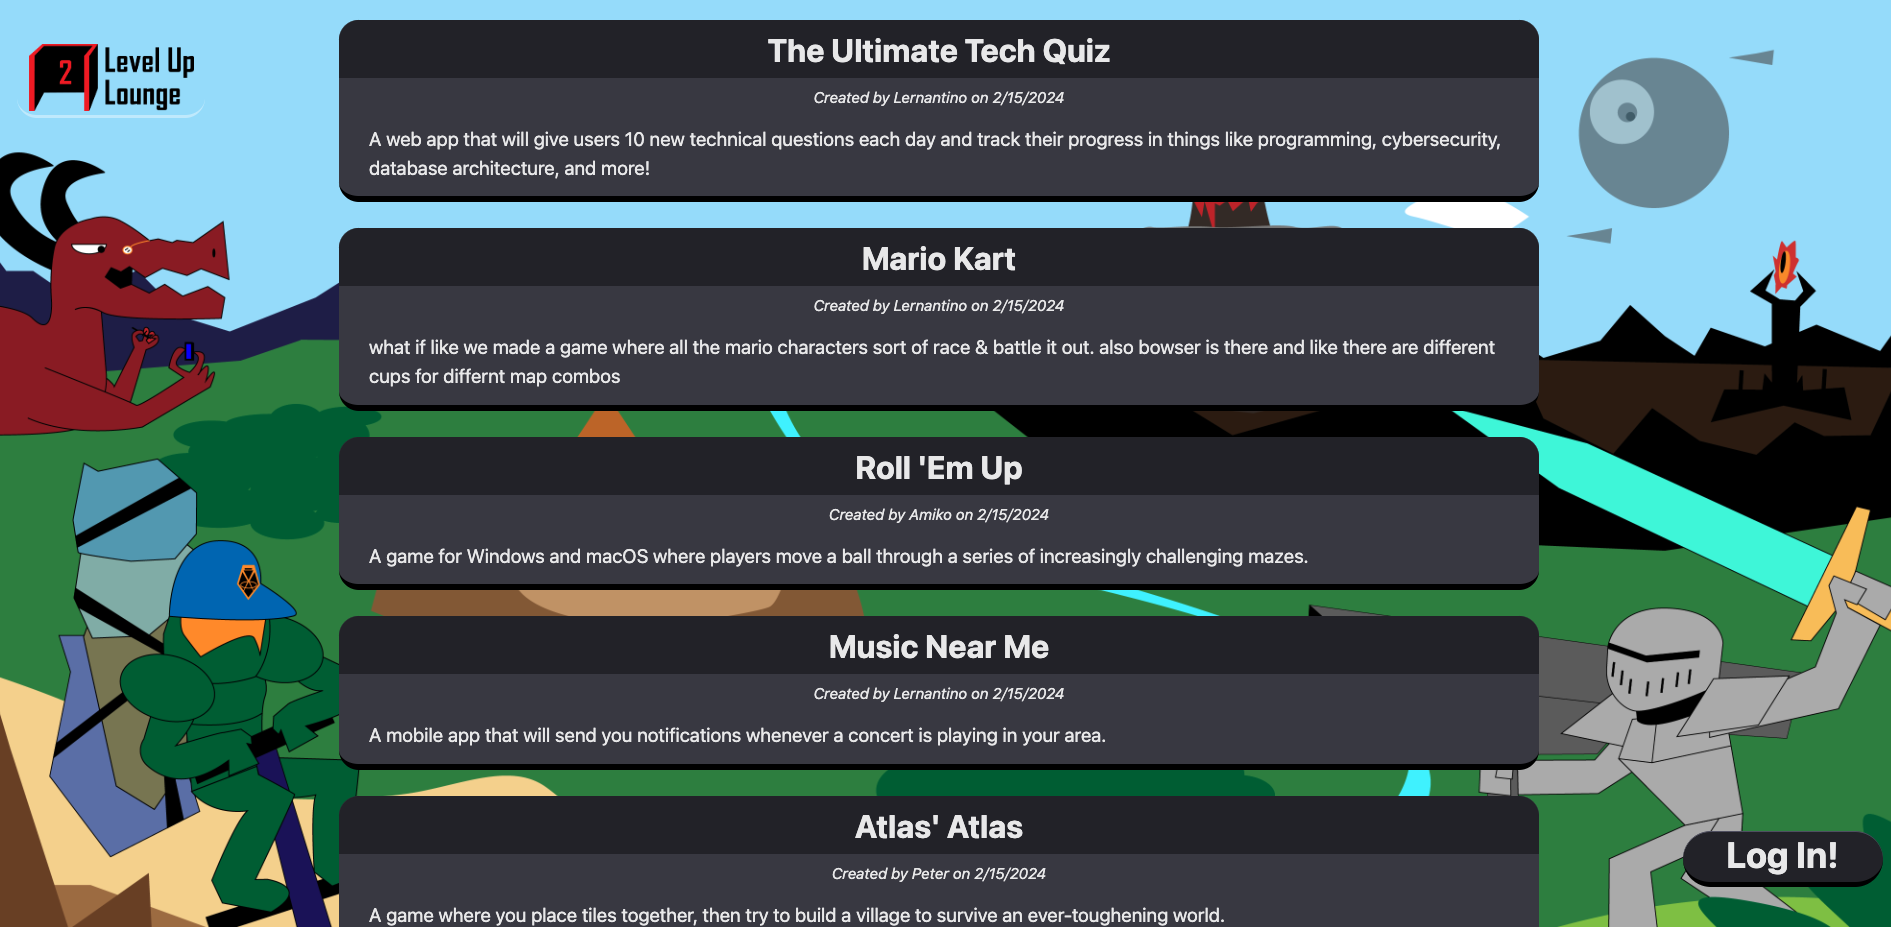 2
Level Up
Lounge
The Ultimate Tech Quiz
Created by Lernantino on 2/15/2024
A web app that will give users 10 new technical questions each day and track their progress in things like programming, cybersecurity,
database architecture, and more!
Mario Kart
Created by Lernantino on 2/15/2024
what if like we made a game where all the mario characters sort of race & battle it out. also bowser is there and like there are different
cups for differnt map combos
Roll 'Em Up
Created by Amiko on 2/15/2024
A game for Windows and macOS where players move a ball through a series of increasingly challenging mazes.
Music Near Me
Created by Lernantino on 2/15/2024
A mobile app that will send you notifications whenever a concert is playing in your area.
Atlas' Atlas
Created by Peter on 2/15/2024
A game where you place tiles together, then try to build a village to survive an ever-toughening world.
Log In!